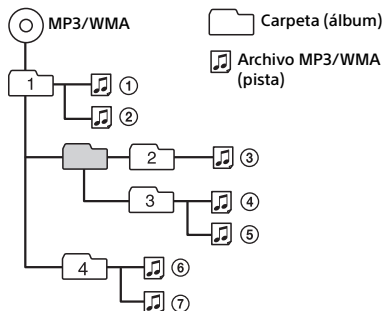 MP3/WMA
Carpeta (álbum)
Archivo MP3/WMA
(pista)
1
①
②
2
③
3
④
⑤
4
⑥
⑦